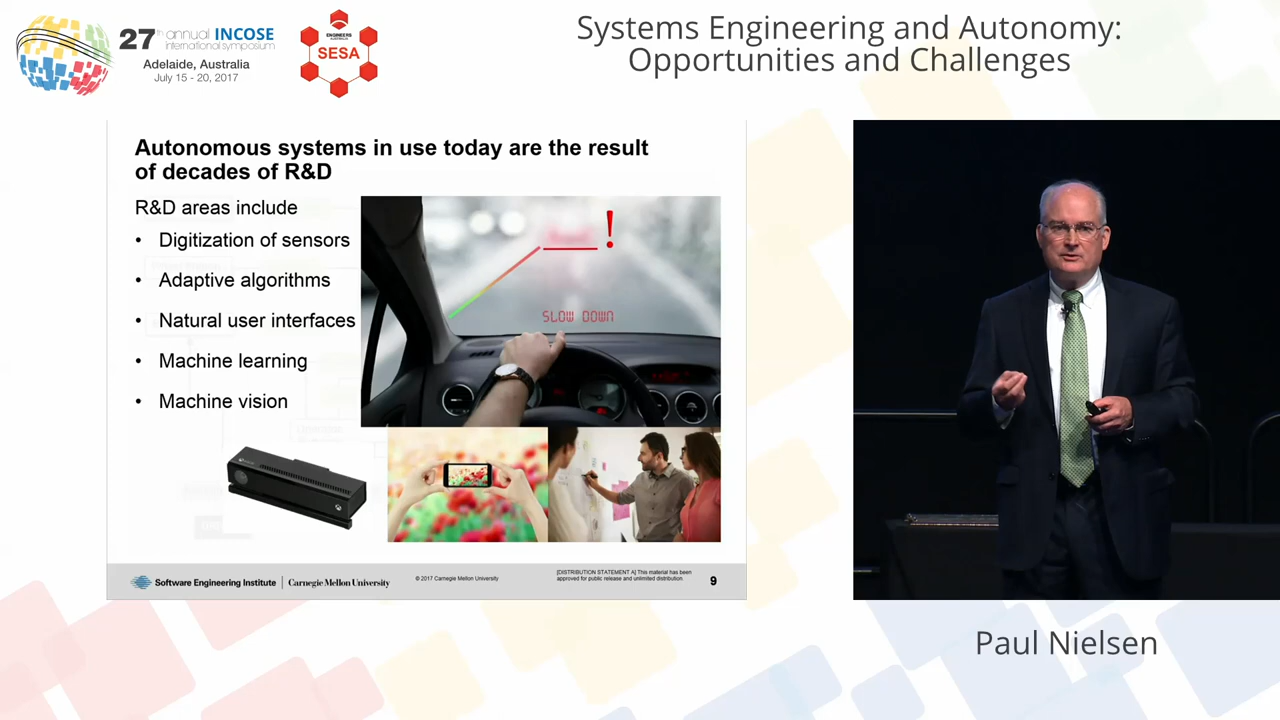 27th annual INCOSE
international symposium
Adelaide, Australia
July 15 - 20, 2017
ENGINEERS
AUSTRALIA
SESA
Systems Engineering and Autonomy:
Opportunities and Challenges
Autonomous systems in use today are the result
of decades of R&D
R&D areas include
• Digitization of sensors
• Adaptive algorithms
• Natural user interfaces
• Machine learning
• Machine vision
!
SLOW DOWN
Software Engineering Institute | Carnegie Mellon University
© 2017 Carnegie Mellon University
[DISTRIBUTION STATEMENT A] This material has been
approved for public release and unlimited distribution.
9
Paul Nielsen